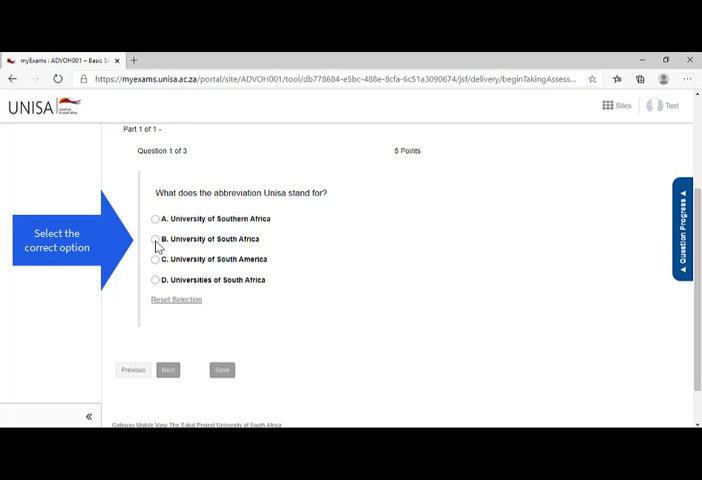 myExams : ADVOH001 – Basic S
https://myexams.unisa.ac.za/portal/site/ADVOH001/tool/db778684-e5bc-488e-8cfa-6c51a3090674/jsf/delivery/beginTakingAssess...
UNISA
university
of south africa
Sites
Test
Part 1 of 1 -
Question 1 of 3
5 Points
What does the abbreviation Unisa stand for?
A. University of Southern Africa
Select the
correct option
B. University of South Africa
C. University of South America
D. Universities of South Africa
Reset Selection
Question Progress
Previous
Next
Save
Gateway Mobile View The Sakai Project University of South Africa